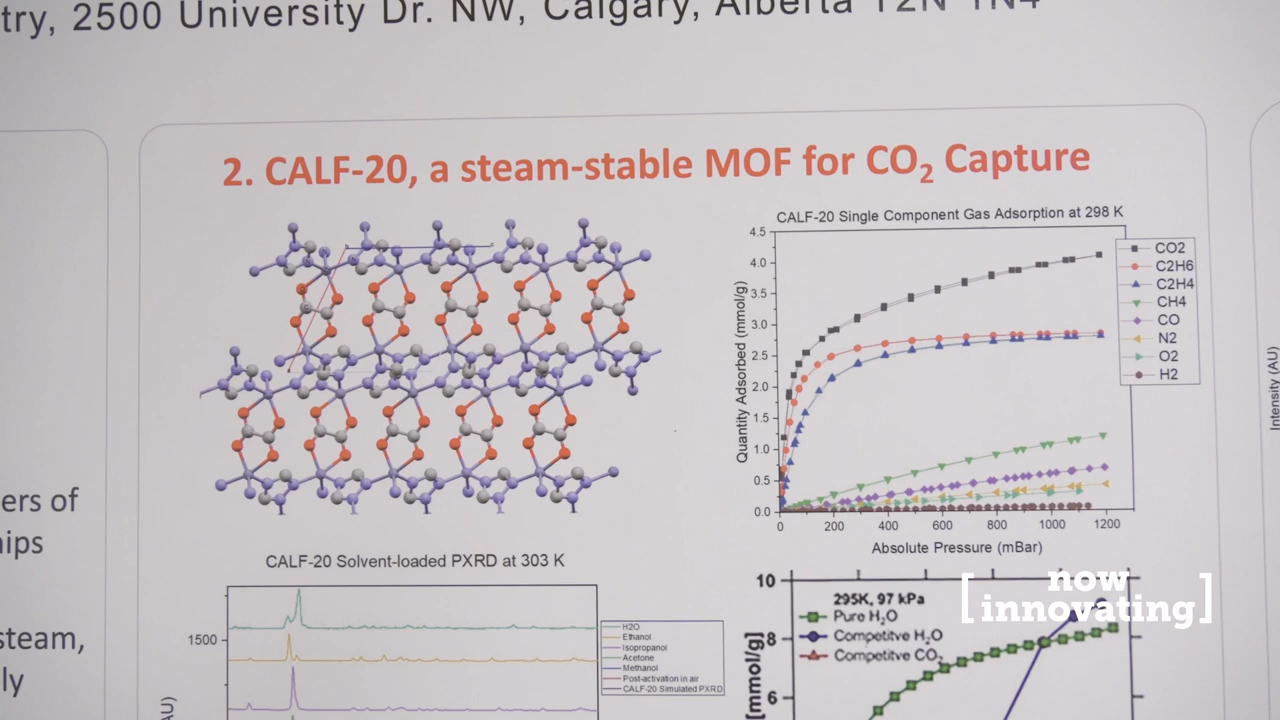 try, 2500 University Dr. NW, Calgary, Alberta T2N 1N4
2. CALF-20, a steam-stable MOF for CO2 Capture
CALF-20 Single Component Gas Adsorption at 298 K
Quantity Adsorbed (mmol/g)
4.5
4.0
3.5
3.0
2.5
2.0
1.5
1.0
0.5
0.0
0 200 400 600 800 1000 1200
Absolute Pressure (mBar)
CO2
C2H6
C2H4
CH4
CO
N2
O2
H2
Intensity (AU)
ers of
steam,
ly
CALF-20 Solvent-loaded PXRD at 303 K
1500
AU)
H2O
Ethanol
Isopropanol
Acetone
Methanol
Post-activation in air
CALF-20 Simulated PXRD
10
8
6
[mmol/g]
295K, 97 kPa
Pure H2O
Competitve H2O
Competitve CO2
[now
innovating]